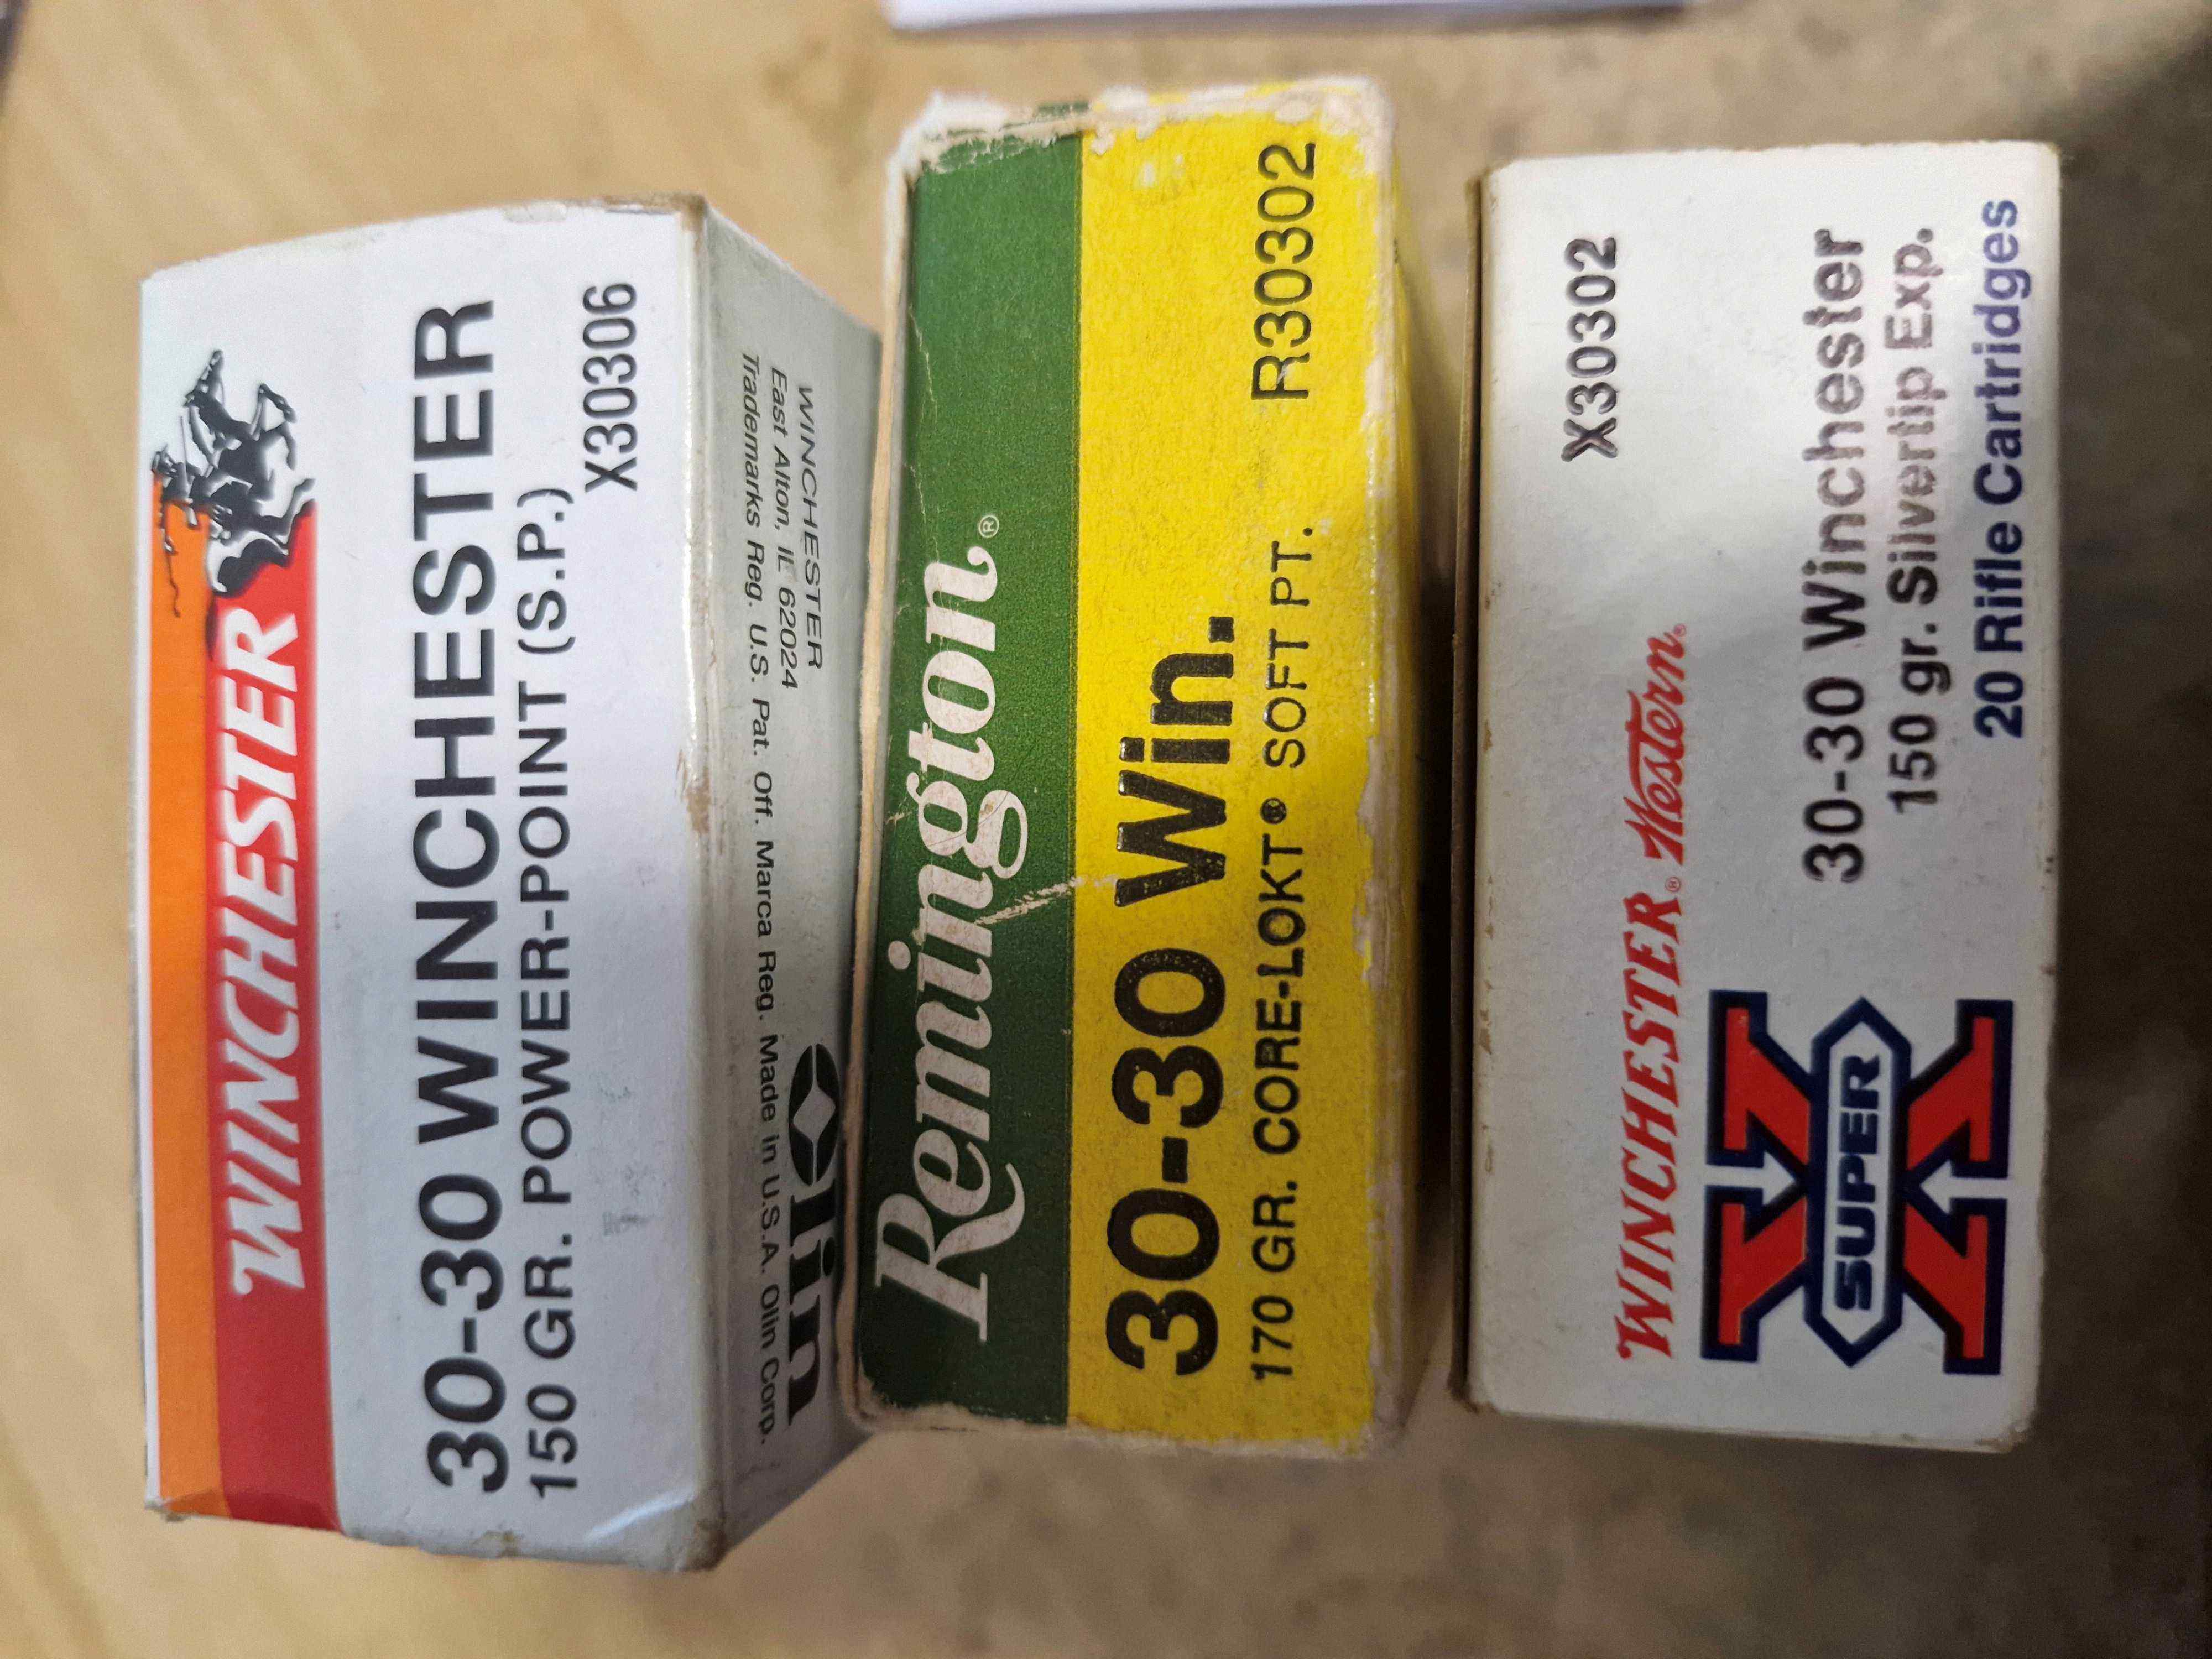 WINCHESTER
30-30 WINCHESTER
150 GR. POWER-POINT (S.P.)
X30306
WINCHESTER
East Alton, IL 62024
Trademarks Reg. U.S. Pat. Off. Marca Reg. Made in U.S.A. Olin Corp.
Olin
Remington®
30-30 Win.
170 GR. CORE-LOKT® SOFT PT. R30302
X30302
WINCHESTER® Western®
SUPER X
30-30 Winchester
150 gr. Silvertip Exp.
20 Rifle Cartridges